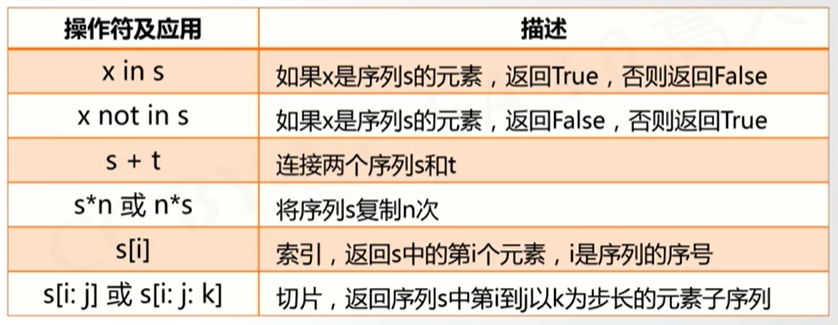 操作符及应用 描述
x in s 如果x是序列s的元素，返回True，否则返回False
x not in s 如果x是序列s的元素，返回False，否则返回True
s + t 连接两个序列s和t
s*n 或 n*s 将序列s复制n次
s[i] 索引，返回s中的第i个元素，i是序列的序号
s[i: j] 或 s[i: j: k] 切片，返回序列s中第i到j以k为步长的元素子序列